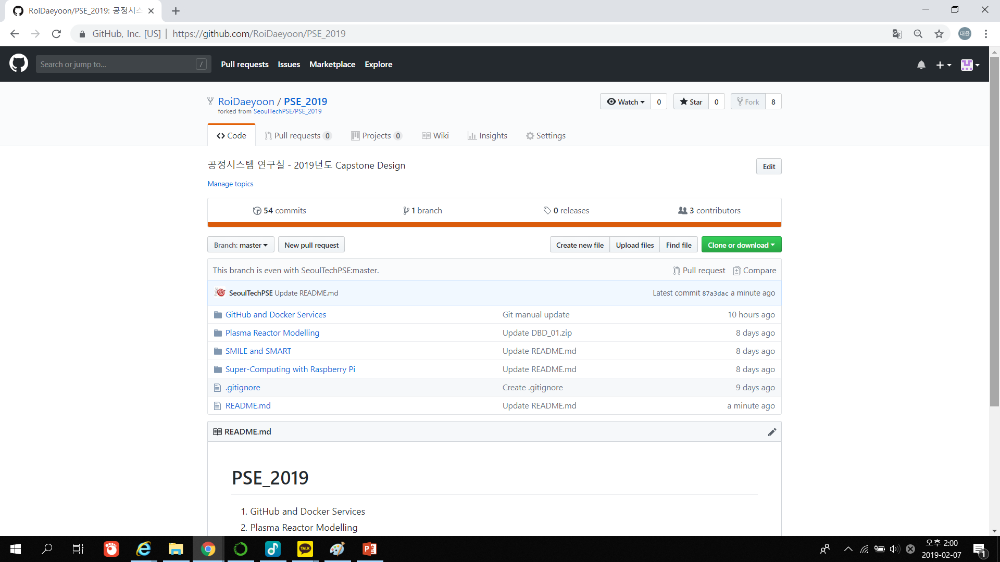 RoiDaeyoon/PSE_2019: 공정시스
GitHub, Inc. [US] | https://github.com/RoiDaeyoon/PSE_2019
대윤
Search or jump to... /
Pull requests Issues Marketplace Explore
RoiDaeyoon / PSE_2019
Watch 0 Star 0 Fork 8
forked from SeoulTechPSE/PSE_2019
Code Pull requests 0 Projects 0 Wiki Insights Settings
공정시스템 연구실 - 2019년도 Capstone Design
Edit
Manage topics
54 commits 1 branch 0 releases 3 contributors
Branch: master New pull request Create new file Upload files Find file Clone or download
This branch is even with SeoulTechPSE:master. Pull request Compare
SeoulTechPSE Update README.md Latest commit 87a3dac a minute ago
GitHub and Docker Services Git manual update 10 hours ago
Plasma Reactor Modelling Update DBD_01.zip 8 days ago
SMILE and SMART Update README.md 8 days ago
Super-Computing with Raspberry Pi Update README.md 8 days ago
.gitignore Create .gitignore 9 days ago
README.md Update README.md a minute ago
README.md
PSE_2019
1. GitHub and Docker Services
2. Plasma Reactor Modelling
TALK
오후 2:00
2019-02-07
1